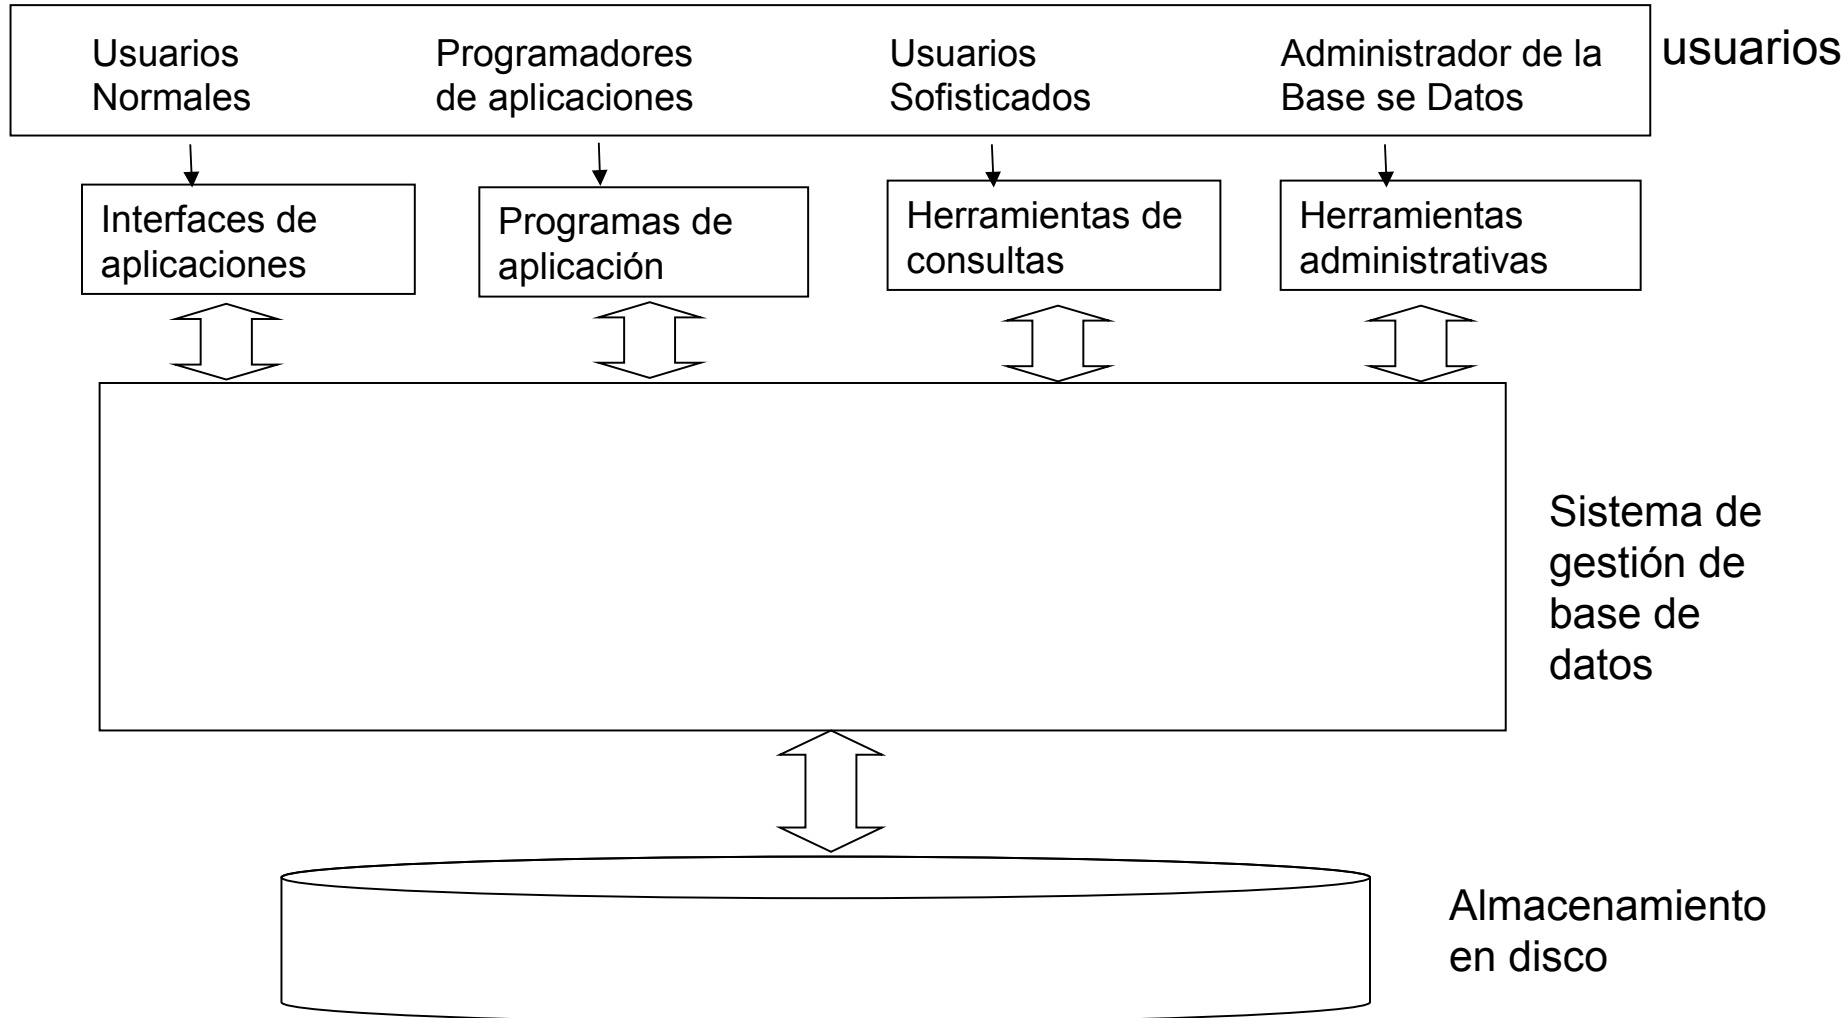 Usuarios
Normales
Programadores
de aplicaciones
Usuarios
Sofisticados
Administrador de la
Base se Datos
usuarios
Interfaces de
aplicaciones
Programas de
aplicación
Herramientas de
consultas
Herramientas
administrativas
Sistema de
gestión de
base de
datos
Almacenamiento
en disco